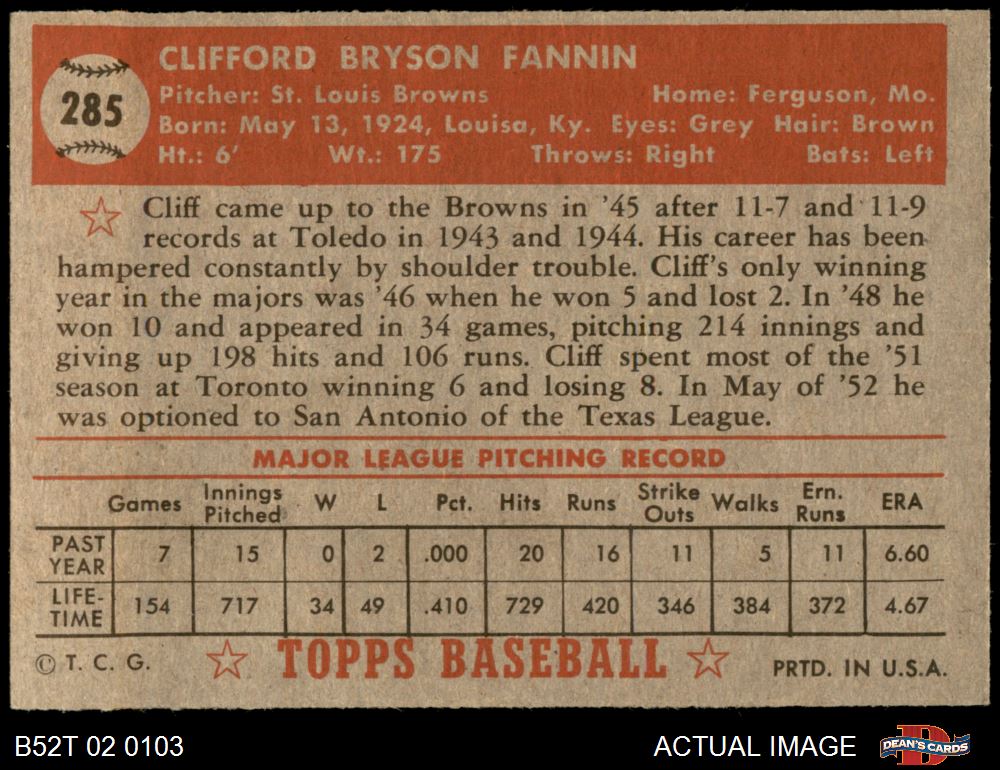 285
CLIFFORD BRYSON FANNIN
Pitcher: St. Louis Browns Home: Ferguson, Mo.
Born: May 13, 1924, Louisa, Ky. Eyes: Grey Hair: Brown
Ht.: 6' Wt.: 175 Throws: Right Bats: Left
Cliff came up to the Browns in '45 after 11-7 and 11-9
records at Toledo in 1943 and 1944. His career has been
hampered constantly by shoulder trouble. Cliff's only winning
year in the majors was '46 when he won 5 and lost 2. In '48 he
won 10 and appeared in 34 games, pitching 214 innings and
giving up 198 hits and 106 runs. Cliff spent most of the '51
season at Toronto winning 6 and losing 8. In May of '52 he
was optioned to San Antonio of the Texas League.
MAJOR LEAGUE PITCHING RECORD
Games Innings Pitched W L Pct. Hits Runs Strike Outs Walks Ern. Runs ERA
PAST YEAR 7 15 0 2 .000 20 16 11 5 11 6.60
LIFE-TIME 154 717 34 49 .410 729 420 346 384 372 4.67
© T. C. G. TOPPS BASEBALL PRTD. IN U.S.A.
B52T 02 0103 ACTUAL IMAGE DEAN'S CARDS